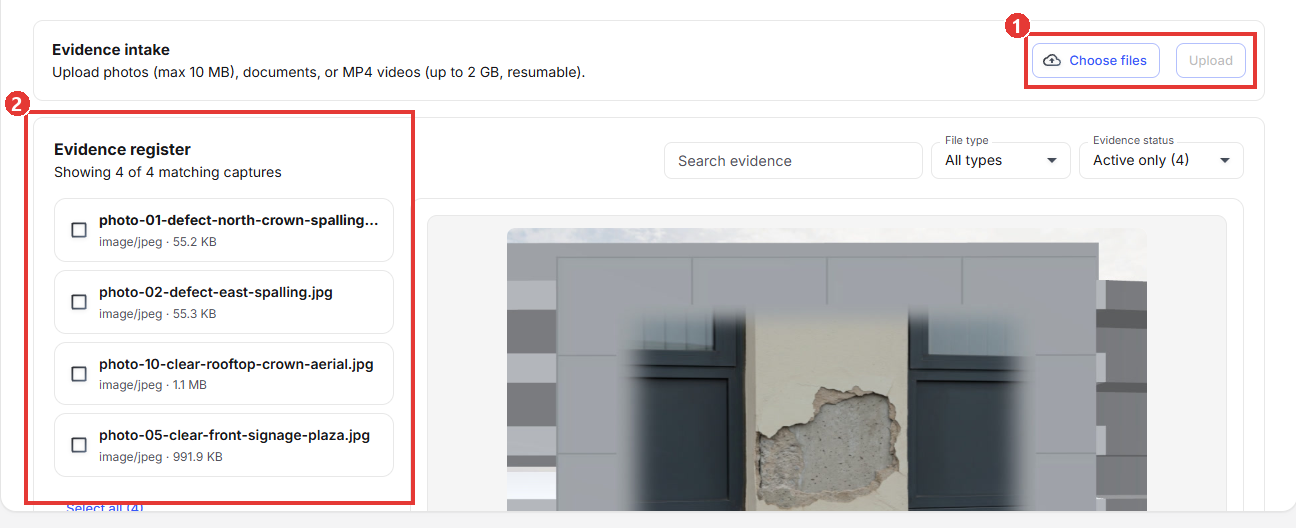 1
Evidence intake
Upload photos (max 10 MB), documents, or MP4 videos (up to 2 GB, resumable).
Choose files
Upload
2
Evidence register
Showing 4 of 4 matching captures
Search evidence
File type
All types
Evidence status
Active only (4)
photo-01-defect-north-crown-spalling...
image/jpeg · 55.2 KB
photo-02-defect-east-spalling.jpg
image/jpeg · 55.3 KB
photo-10-clear-rooftop-crown-aerial.jpg
image/jpeg · 1.1 MB
photo-05-clear-front-signage-plaza.jpg
image/jpeg · 991.9 KB
Select all (4)